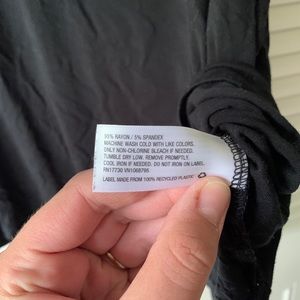 95% RAYON / 5% SPANDEX
MACHINE WASH COLD WITH LIKE COLORS.
ONLY NON-CHLORINE BLEACH IF NEEDED.
TUMBLE DRY LOW. REMOVE PROMPTLY.
COOL IRON IF NEEDED. DO NOT IRON ON LABEL.
RN17730 VN1068795
LABEL MADE FROM 100% RECYCLED PLASTIC